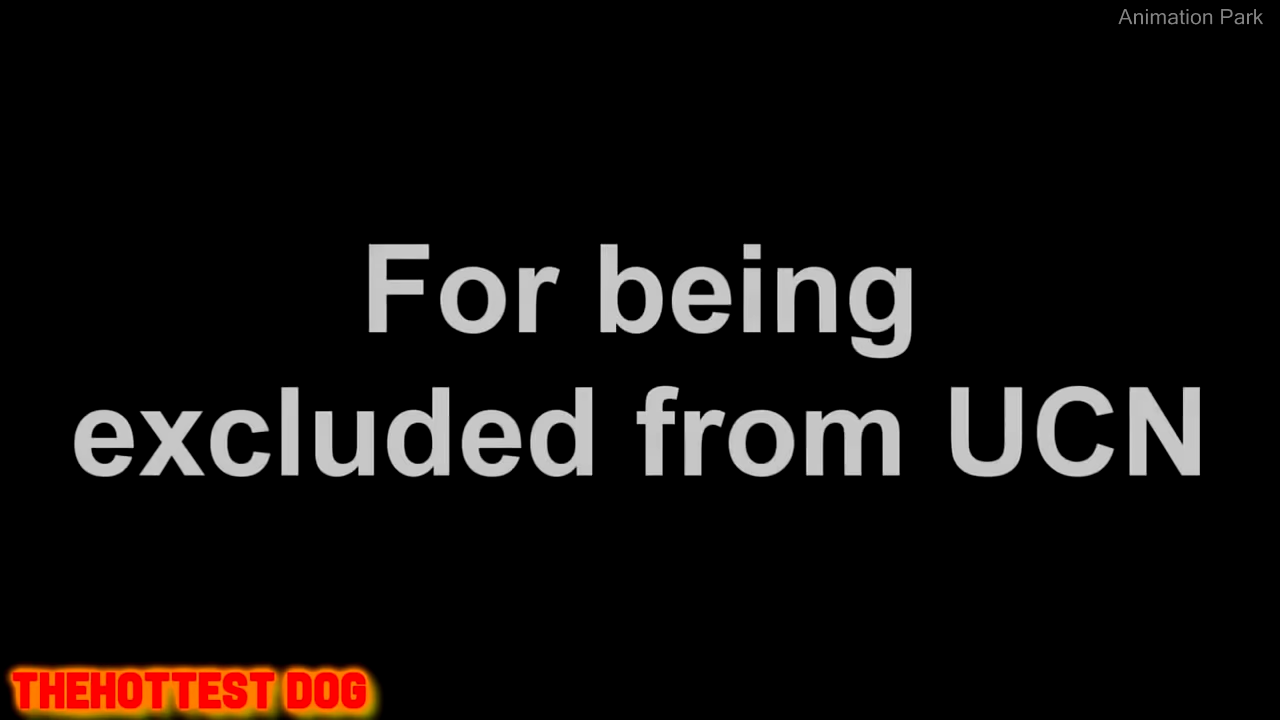 Animation Park
For being
excluded from UCN
THEHOTTEST DOG